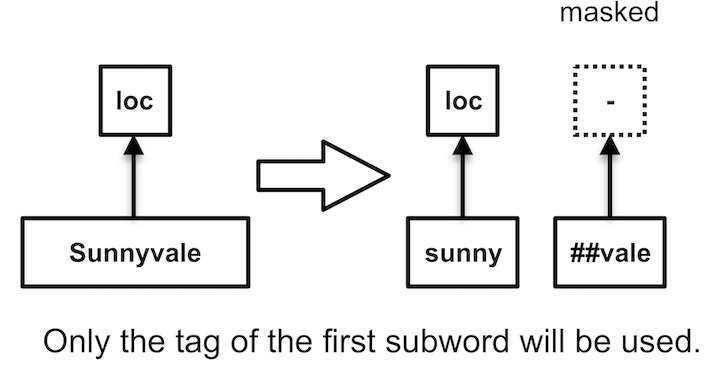 masked
loc
loc
-
Sunnyvale
sunny
##vale
Only the tag of the first subword will be used.